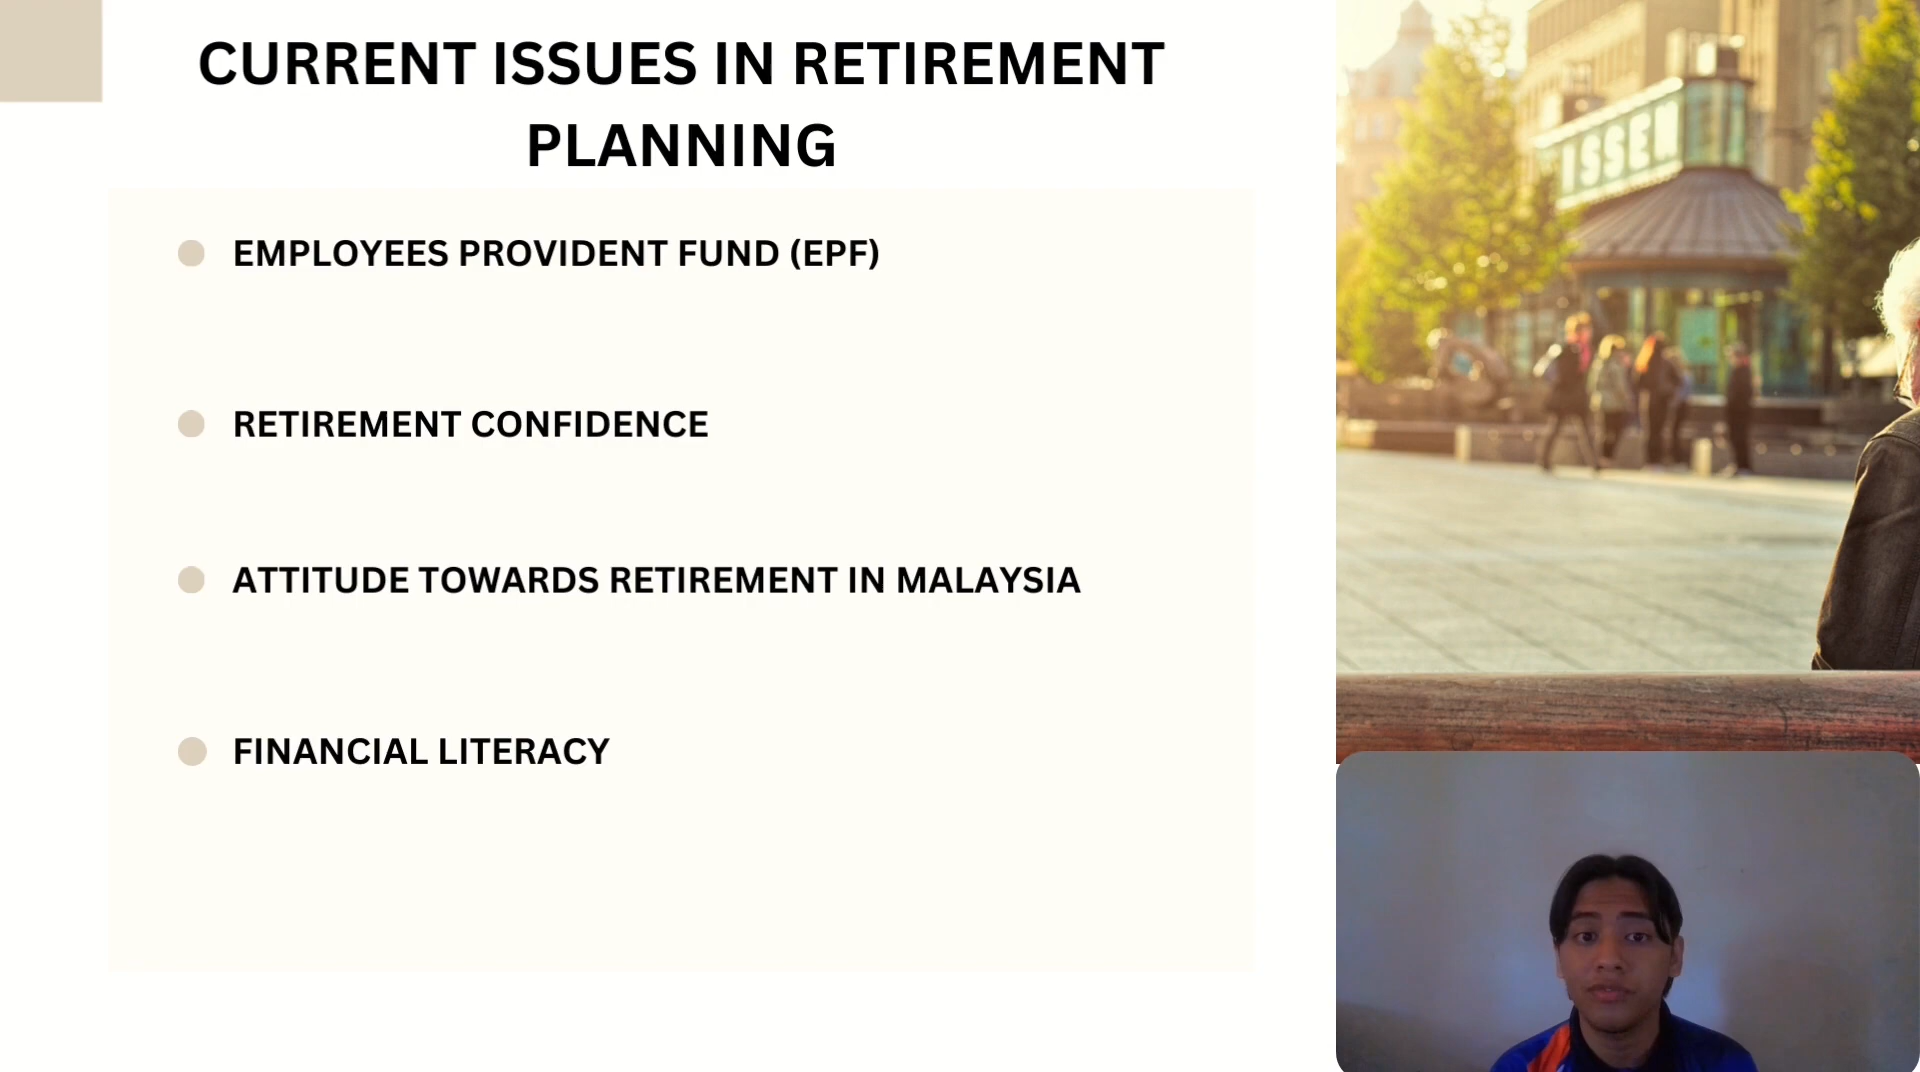 CURRENT ISSUES IN RETIREMENT
PLANNING
EMPLOYEES PROVIDENT FUND (EPF)
RETIREMENT CONFIDENCE
ATTITUDE TOWARDS RETIREMENT IN MALAYSIA
FINANCIAL LITERACY